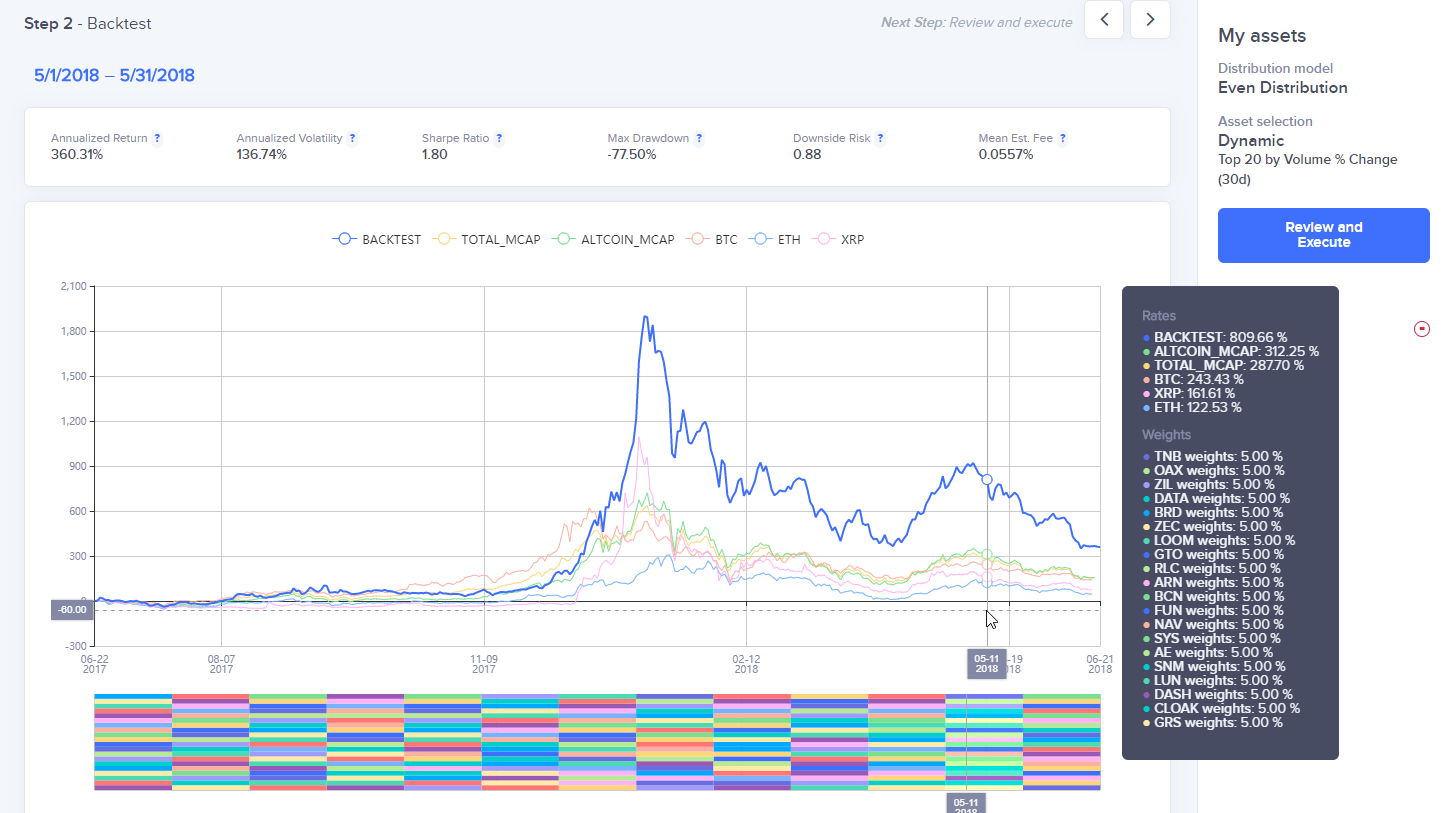 Step 2 - Backtest
Next Step: Review and execute
5/1/2018 – 5/31/2018
Annualized Return ?
360.31%
Annualized Volatility ?
136.74%
Sharpe Ratio ?
1.80
Max Drawdown ?
-77.50%
Downside Risk ?
0.88
Mean Est. Fee ?
0.0557%
BACKTEST
TOTAL_MCAP
ALTCOIN_MCAP
BTC
ETH
XRP
2,100
1,800
1,500
1,200
900
600
300
-60.00
-300
06-22
2017
08-07
2017
11-09
2017
02-12
2018
05-11
2018
-19
018
06-21
2018
05-11
2018
My assets
Distribution model
Even Distribution
Asset selection
Dynamic
Top 20 by Volume % Change
(30d)
Review and
Execute
Rates
BACKTEST: 809.66 %
ALTCOIN_MCAP: 312.25 %
TOTAL_MCAP: 287.70 %
BTC: 243.43 %
XRP: 161.61 %
ETH: 122.53 %
Weights
TNB weights: 5.00 %
OAX weights: 5.00 %
ZIL weights: 5.00 %
DATA weights: 5.00 %
BRD weights: 5.00 %
ZEC weights: 5.00 %
LOOM weights: 5.00 %
GTO weights: 5.00 %
RLC weights: 5.00 %
ARN weights: 5.00 %
BCN weights: 5.00 %
FUN weights: 5.00 %
NAV weights: 5.00 %
SYS weights: 5.00 %
AE weights: 5.00 %
SNM weights: 5.00 %
LUN weights: 5.00 %
DASH weights: 5.00 %
CLOAK weights: 5.00 %
GRS weights: 5.00 %